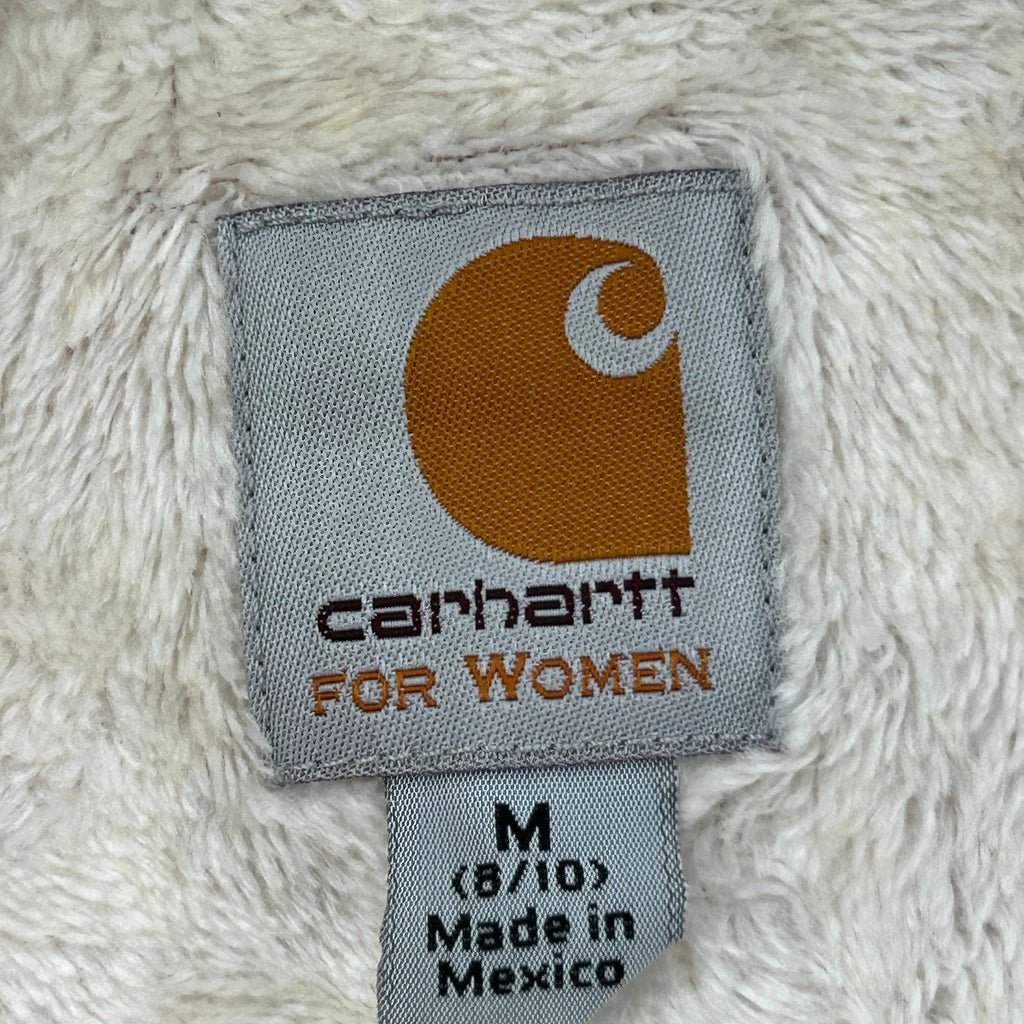 carhartt
FOR WOMEN
M
(8/10)
Made in
Mexico